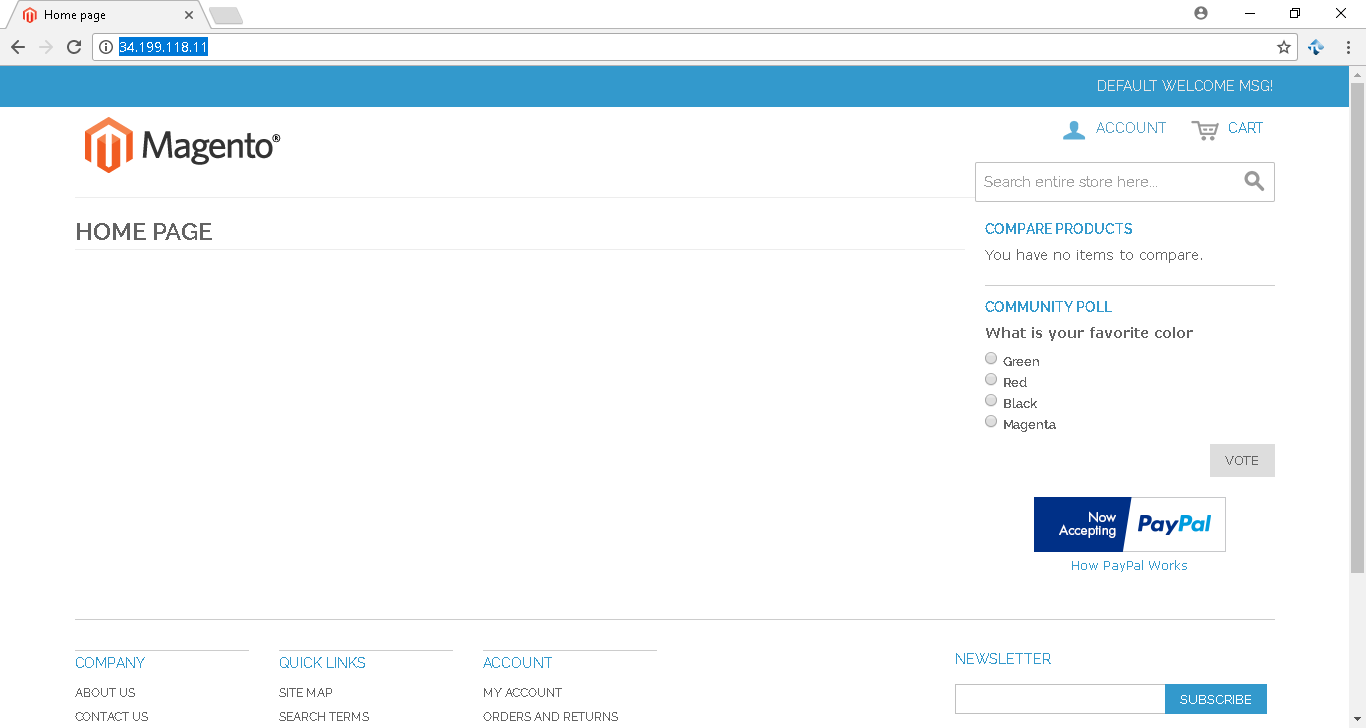 Home page
34.199.118.11
DEFAULT WELCOME MSG!
Magento®
ACCOUNT
CART
Search entire store here...
HOME PAGE
COMPARE PRODUCTS
You have no items to compare.
COMMUNITY POLL
What is your favorite color
Green
Red
Black
Magenta
VOTE
Now
Accepting
PayPal
How PayPal Works
COMPANY
ABOUT US
CONTACT US
QUICK LINKS
SITE MAP
SEARCH TERMS
ACCOUNT
MY ACCOUNT
ORDERS AND RETURNS
NEWSLETTER
SUBSCRIBE